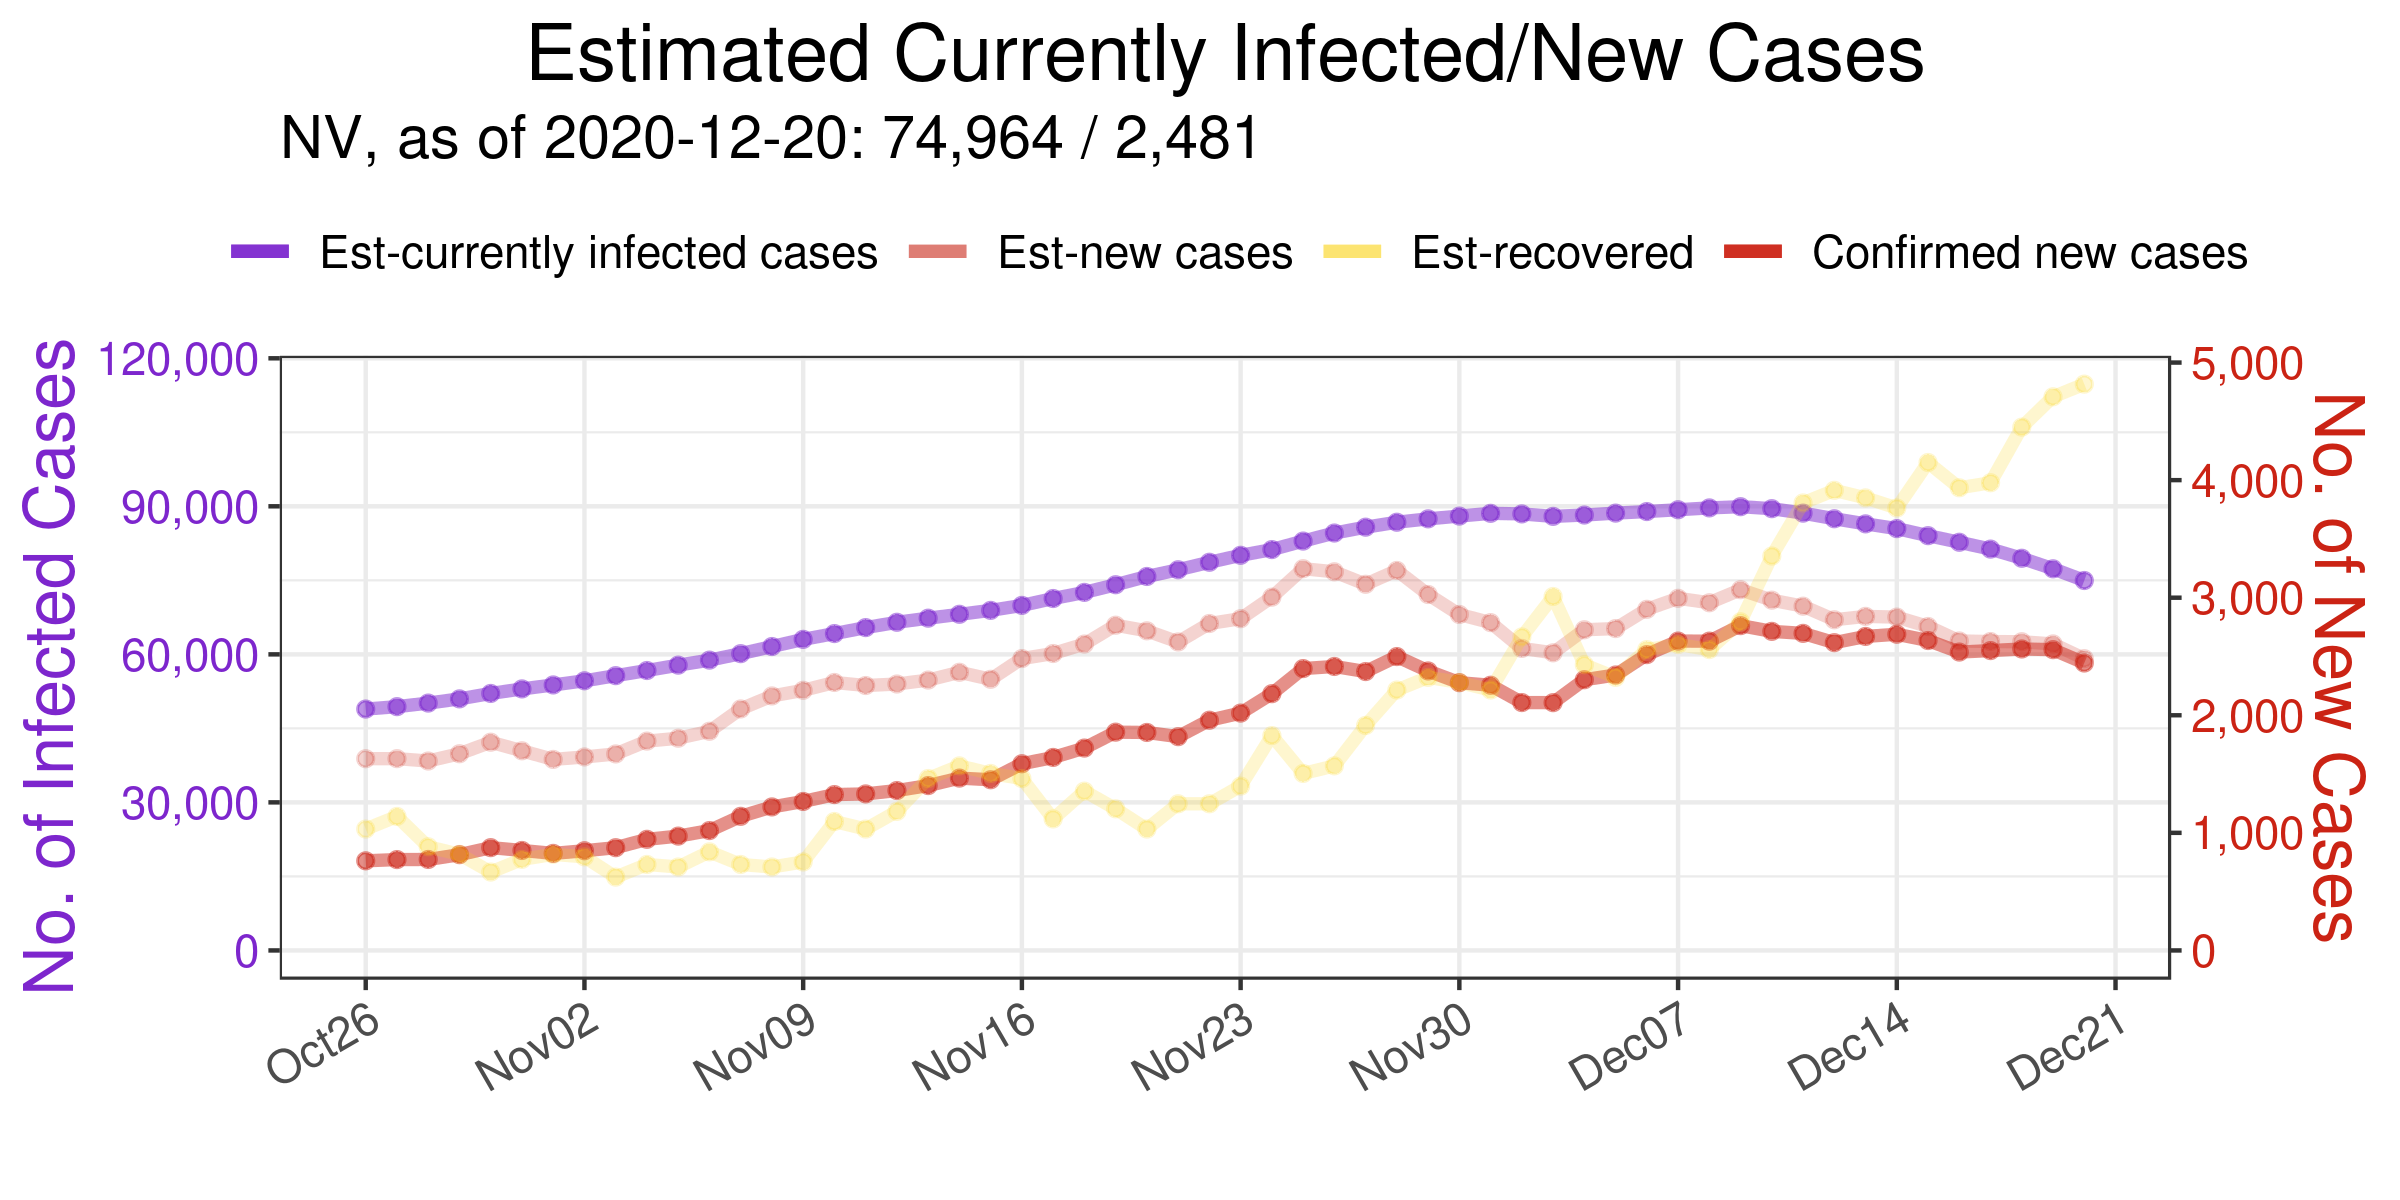 Estimated Currently Infected/New Cases
NV, as of 2020-12-20: 74,964 / 2,481
Est-currently infected cases Est-new cases Est-recovered Confirmed new cases
No. of Infected Cases
120,000
90,000
60,000
30,000
0
5,000
4,000
3,000
2,000
1,000
0
No. of New Cases
Oct26 Nov02 Nov09 Nov16 Nov23 Nov30 Dec07 Dec14 Dec21